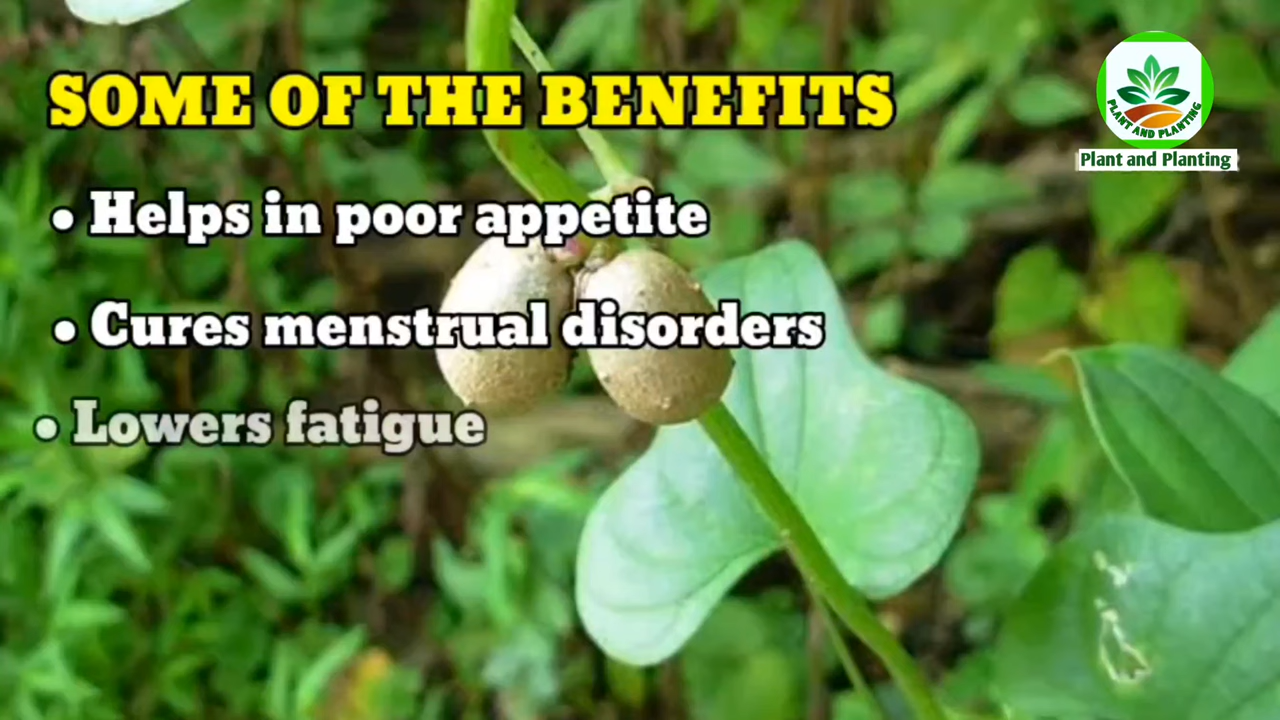 SOME OF THE BENEFITS
• Helps in poor appetite
• Cures menstrual disorders
• Lowers fatigue
PLANT AND PLANTING
Plant and Planting